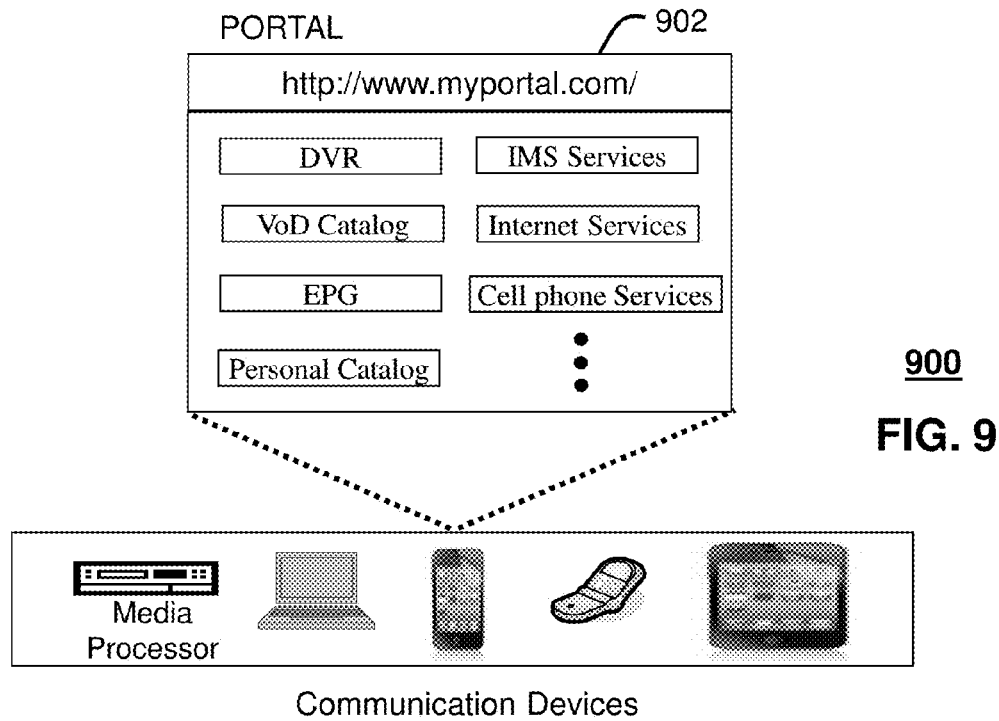 PORTAL
902
http://www.myportal.com/
DVR
IMS Services
VoD Catalog
Internet Services
EPG
Cell phone Services
Personal Catalog
900
FIG. 9
Media
Processor
Communication Devices